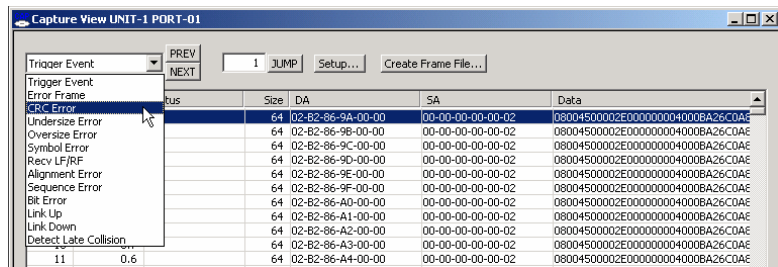 Capture View UNIT-1 PORT-01
Trigger Event PREV NEXT 1 JUMP Setup... Create Frame File...
Trigger Event
Error Frame
CRC Error
Undersize Error
Oversize Error
Symbol Error
Recv LF/RF
Alignment Error
Sequence Error
Bit Error
Link Up
Link Down
Detect Late Collision
tus Size DA SA Data
64 02-B2-86-9A-00-00 00-00-00-00-00-02 08004500002E000000004000BA26C0A8
64 02-B2-86-9B-00-00 00-00-00-00-00-02 08004500002E000000004000BA26C0A8
64 02-B2-86-9C-00-00 00-00-00-00-00-02 08004500002E000000004000BA26C0A8
64 02-B2-86-9D-00-00 00-00-00-00-00-02 08004500002E000000004000BA26C0A8
64 02-B2-86-9E-00-00 00-00-00-00-00-02 08004500002E000000004000BA26C0A8
64 02-B2-86-9F-00-00 00-00-00-00-00-02 08004500002E000000004000BA26C0A8
64 02-B2-86-A0-00-00 00-00-00-00-00-02 08004500002E000000004000BA26C0A8
64 02-B2-86-A1-00-00 00-00-00-00-00-02 08004500002E000000004000BA26C0A8
64 02-B2-86-A2-00-00 00-00-00-00-00-02 08004500002E000000004000BA26C0A8
64 02-B2-86-A3-00-00 00-00-00-00-00-02 08004500002E000000004000BA26C0A8
11 0.6 64 02-B2-86-A4-00-00 00-00-00-00-00-02 08004500002E000000004000BA26C0A8